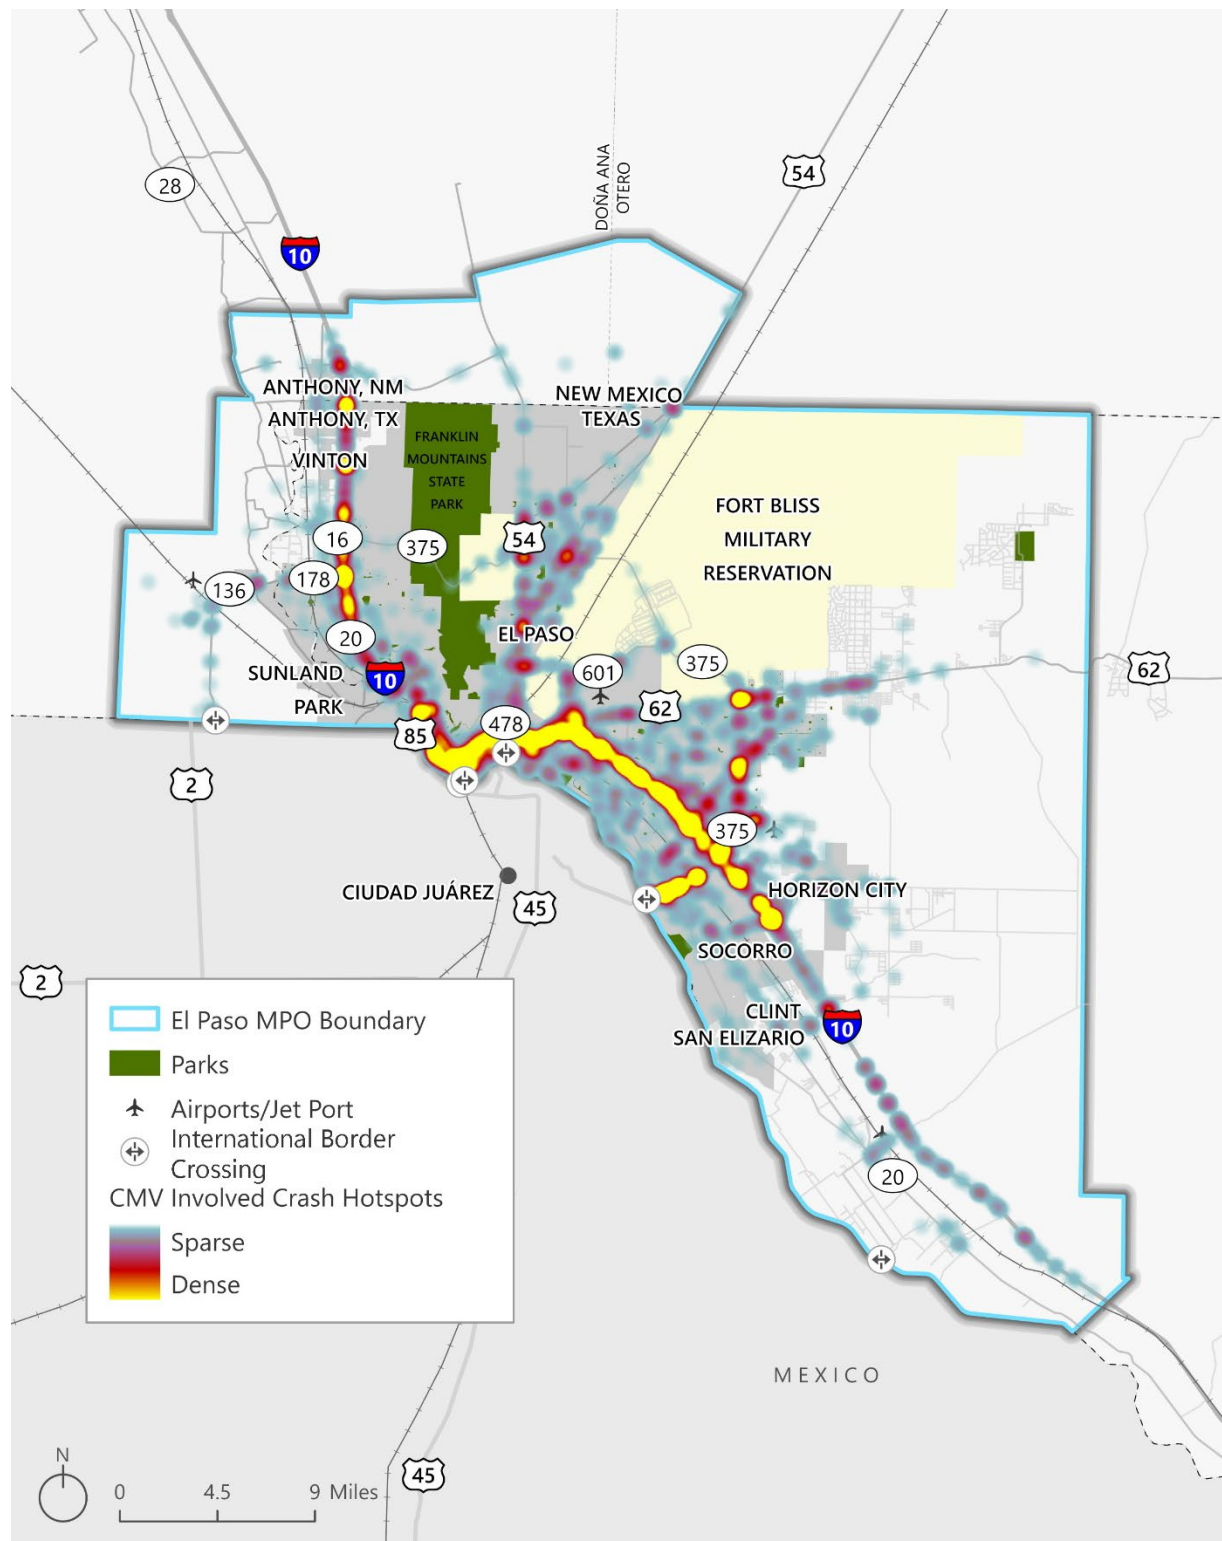 28
10
DOÑA ANA
OTERO
54
ANTHONY, NM
ANTHONY, TX
NEW MEXICO
TEXAS
VINTON
FRANKLIN
MOUNTAINS
STATE
PARK
FORT BLISS
MILITARY
RESERVATION
16
375
54
136
178
20
EL PASO
SUNLAND
PARK
10
601
375
62
62
85
478
2
375
CIUDAD JUÁREZ
45
HORIZON CITY
SOCORRO
2
CLINT
SAN ELIZARIO
10
20
El Paso MPO Boundary
Parks
Airports/Jet Port
International Border
Crossing
CMV Involved Crash Hotspots
Sparse
Dense
MEXICO
45
N
0 4.5 9 Miles